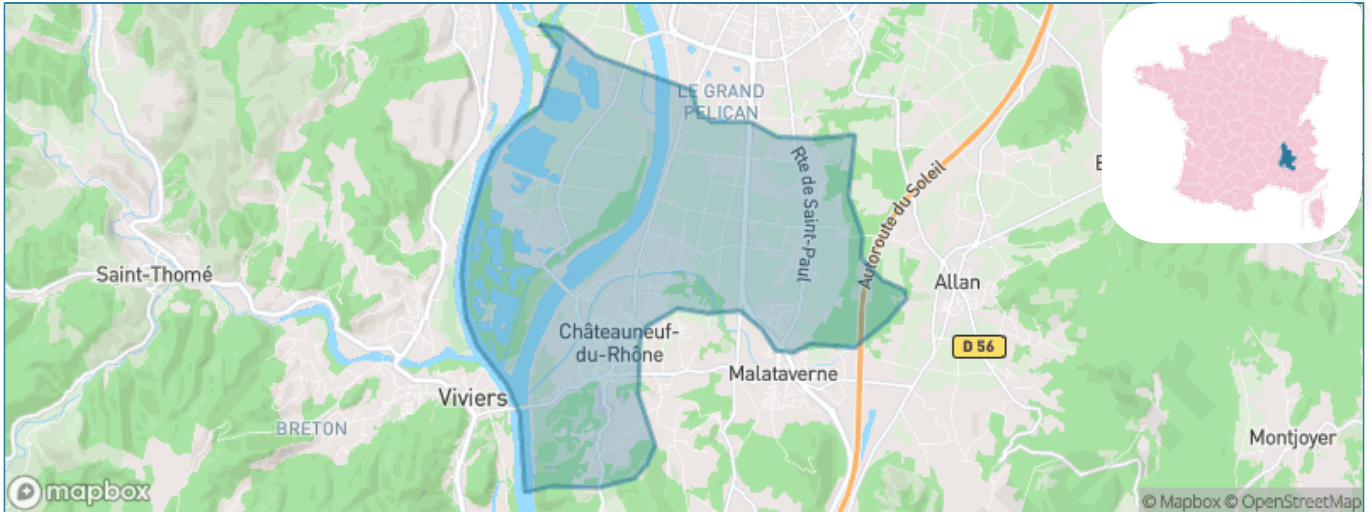 LE GRAND
PELICAN
Rte de Saint-Paul
Autoroute du Soleil
E
Saint-Thomé
Allan
Châteauneuf-
du-Rhône
D 56
Malataverne
Viviers
BRETON
Montjoyer
mapbox
© Mapbox © OpenStreetMap